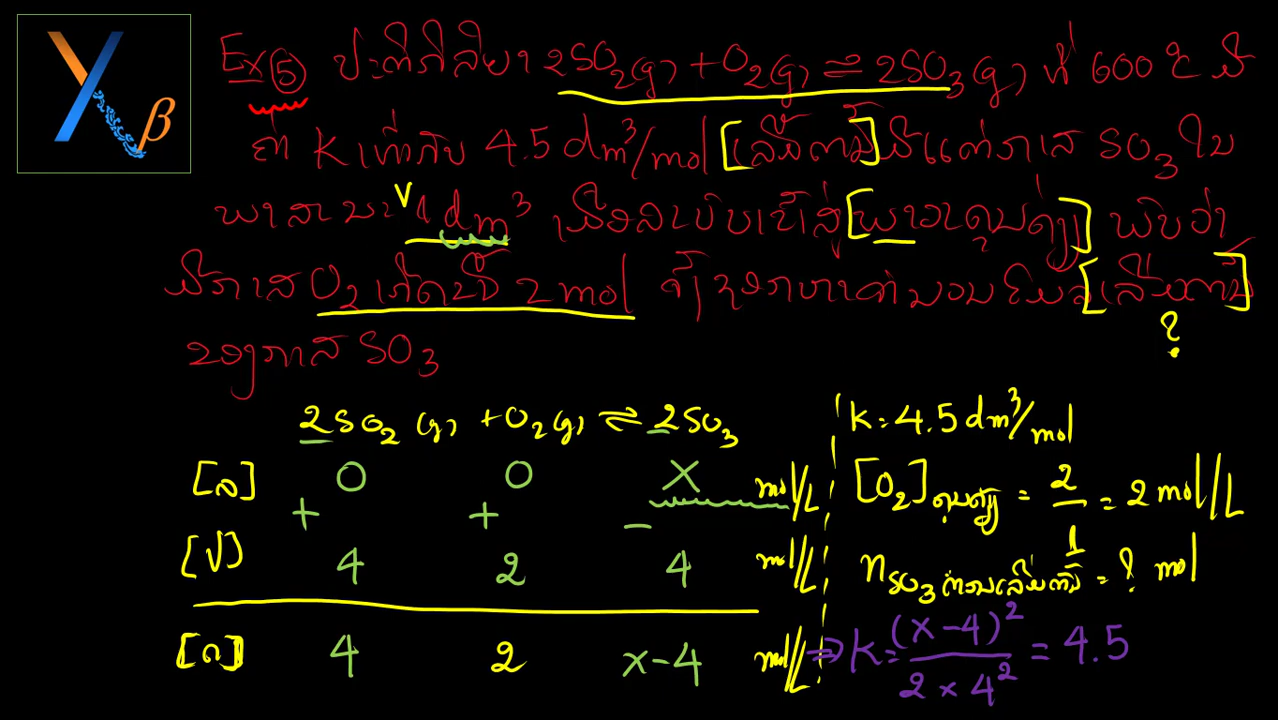 χβ
Ex⑤ ປະຕິກິລິຍາ 2SO₂(g) + O₂(g) ⇌ 2SO₃(g) ທີ່ 600 °C ມີ
ຄ່າ K ເທົ່າກັບ 4.5 dm³/mol [ເລີ່ມຕົ້ນ] ມີແຕ່ກາສ SO₃ ໃນ
ພາສະນະ 1 dm³ ເມື່ອລະບົບເຂົ້າສູ່ [ພາວະດຸນດ່ຽງ] ພົບວ່າ
V
ມີກາສ O₂ ເກີດຂຶ້ນ 2 mol ຈົ່ງຊອກຫາຄ່າຈຳນວນໂມລ [ເລີ່ມຕົ້ນ]
?
ຂອງກາສ SO₃
2SO₂(g) + O₂(g) ⇌ 2SO₃
[ລ] 0 0 X mol/L
+ + −
[ປ] 4 2 4 mol/L
[ດ] 4 2 x-4 mol/L
K = 4.5 dm³/mol
[O₂]ດຸນດ່ຽງ = 2/1 = 2 mol/L
n SO₃ ຕອນເລີ່ມຕົ້ນ = ? mol
⇒ K = (x-4)²/2 × 4² = 4.5